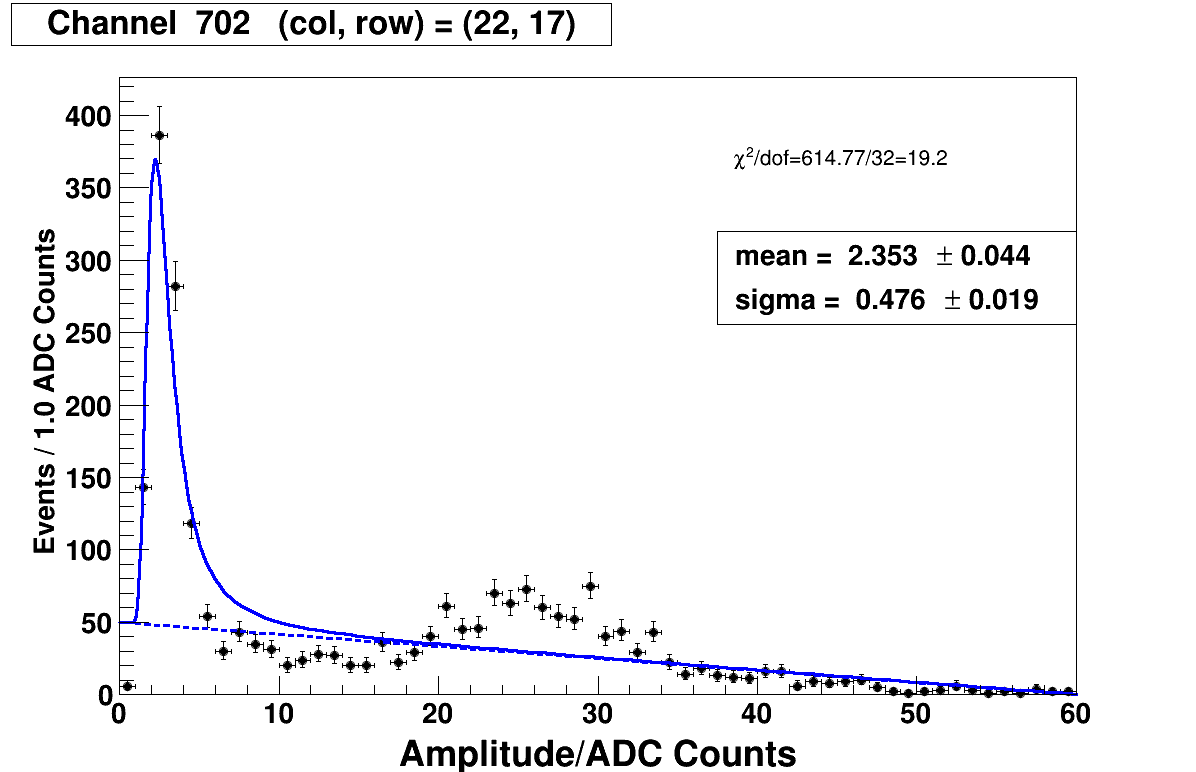 Channel 702 (col, row) = (22, 17)
χ²/dof=614.77/32=19.2
mean = 2.353 ± 0.044
sigma = 0.476 ± 0.019
Events / 1.0 ADC Counts
400
350
300
250
200
150
100
50
0
0 10 20 30 40 50 60
Amplitude/ADC Counts